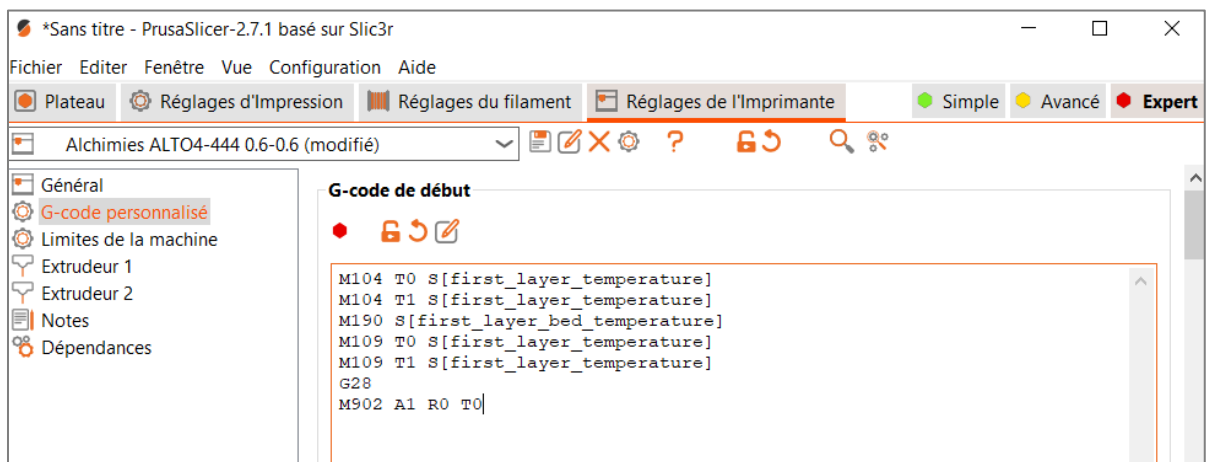 *Sans titre - PrusaSlicer-2.7.1 basé sur Slic3r
Fichier Editer Fenêtre Vue Configuration Aide
Plateau Réglages d'Impression Réglages du filament Réglages de l'Imprimante Simple Avancé Expert
Alchimies ALTO4-444 0.6-0.6 (modifié)
Général
G-code personnalisé
Limites de la machine
Extrudeur 1
Extrudeur 2
Notes
Dépendances
G-code de début
M104 T0 S[first_layer_temperature]
M104 T1 S[first_layer_temperature]
M190 S[first_layer_bed_temperature]
M109 T0 S[first_layer_temperature]
M109 T1 S[first_layer_temperature]
G28
M902 A1 R0 T0